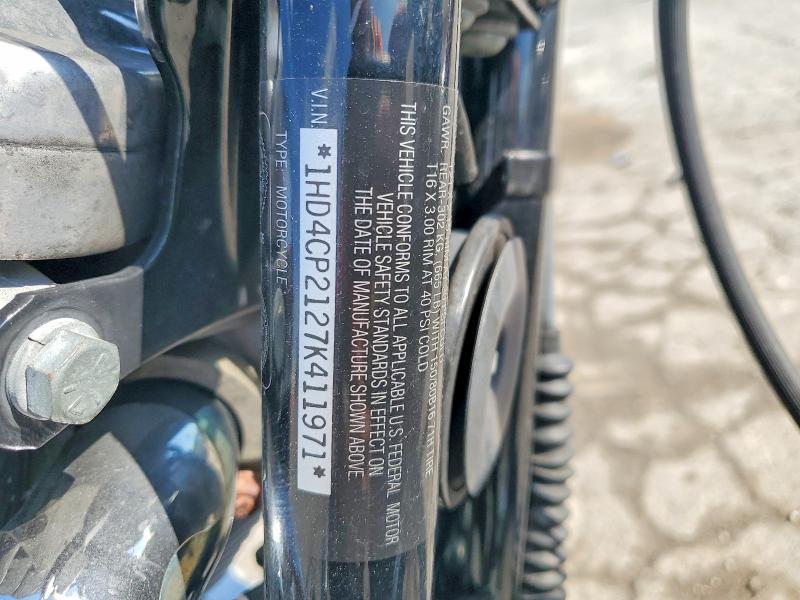 GAWR. REAR-302 KG (665 LB) WITH 150/80B16 71H TIRE
T16 X 3.00 RIM AT 40 PSI COLD
THIS VEHICLE CONFORMS TO ALL APPLICABLE U.S. FEDERAL MOTOR
VEHICLE SAFETY STANDARDS IN EFFECT ON
THE DATE OF MANUFACTURE SHOWN ABOVE
V.I.N. *1HD4CP2127K411971*
TYPE - MOTORCYCLE